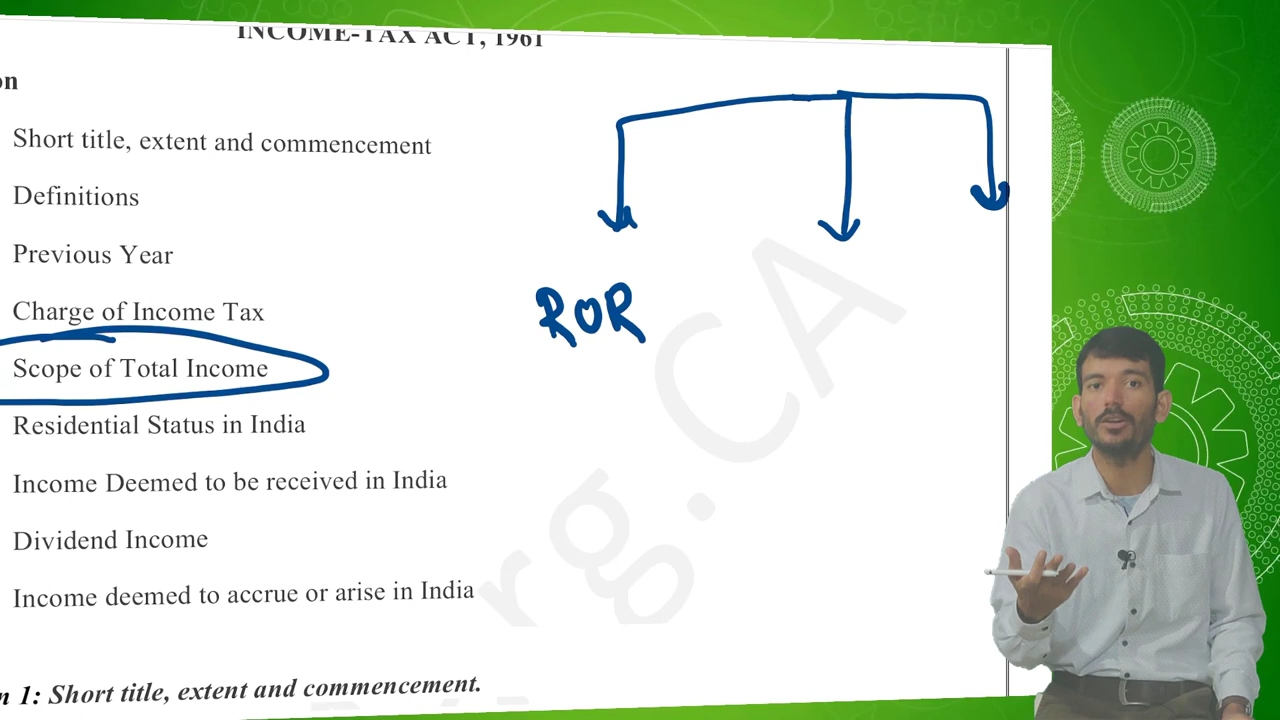 INCOME-TAX ACT, 1961
on
Short title, extent and commencement
Definitions
Previous Year
Charge of Income Tax
Scope of Total Income
Residential Status in India
Income Deemed to be received in India
Dividend Income
Income deemed to accrue or arise in India
ROR
rg.CA
n 1: Short title, extent and commencement.